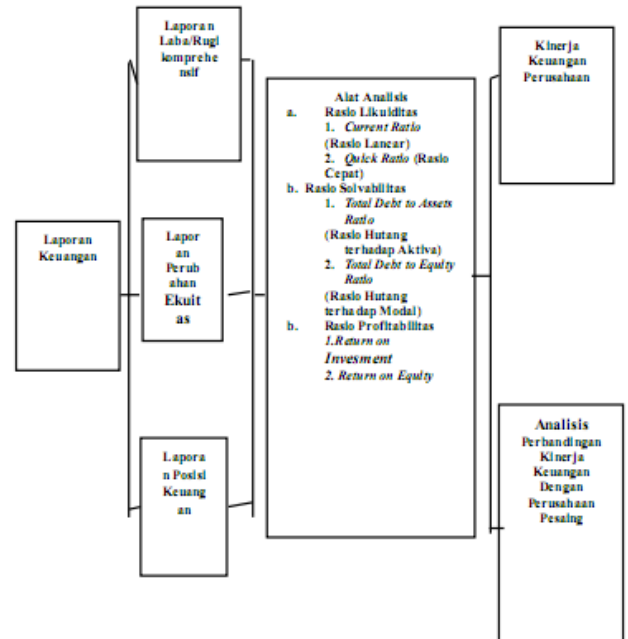 Laporan
Keuangan
Laporan
Laba/Rugi
komprehe
nsif
Lapor
an
Perub
ahan
Ekuit
as
Lapora
n Posisi
Keuang
an
Alat Analisis
a. Rasio Likuiditas
1. Current Ratio
(Rasio Lancar)
2. Quick Ratio (Rasio
Cepat)
b. Rasio Solvabilitas
1. Total Debt to Assets
Ratio
(Rasio Hutang
terhadap Aktiva)
2. Total Debt to Equity
Ratio
(Rasio Hutang
terhadap Modal)
b. Rasio Profitabilitas
1.Return on
Invesment
2. Return on Equity
Kinerja
Keuangan
Perusahaan
Analisis
Perbandingan
Kinerja
Keuangan
Dengan
Perusahaan
Pesaing